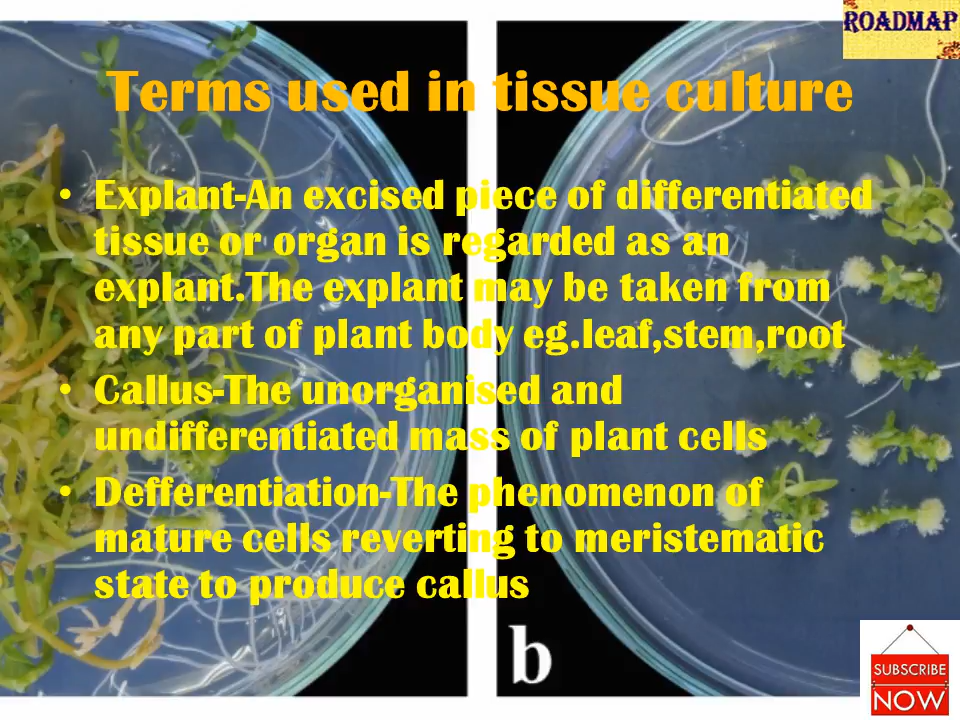 ROADMAP
Terms used in tissue culture
• Explant-An excised piece of differentiated
tissue or organ is regarded as an
explant.The explant may be taken from
any part of plant body eg.leaf,stem,root
• Callus-The unorganised and
undifferentiated mass of plant cells
• Defferentiation-The phenomenon of
mature cells reverting to meristematic
state to produce callus
b
SUBSCRIBE
NOW